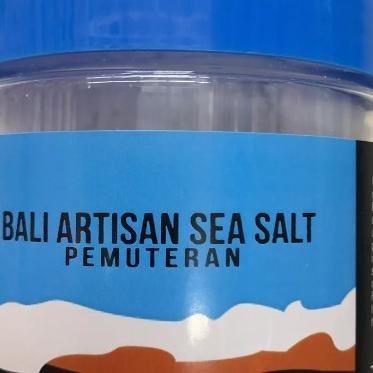 BALI ARTISAN SEA SALT
PEMUTERAN